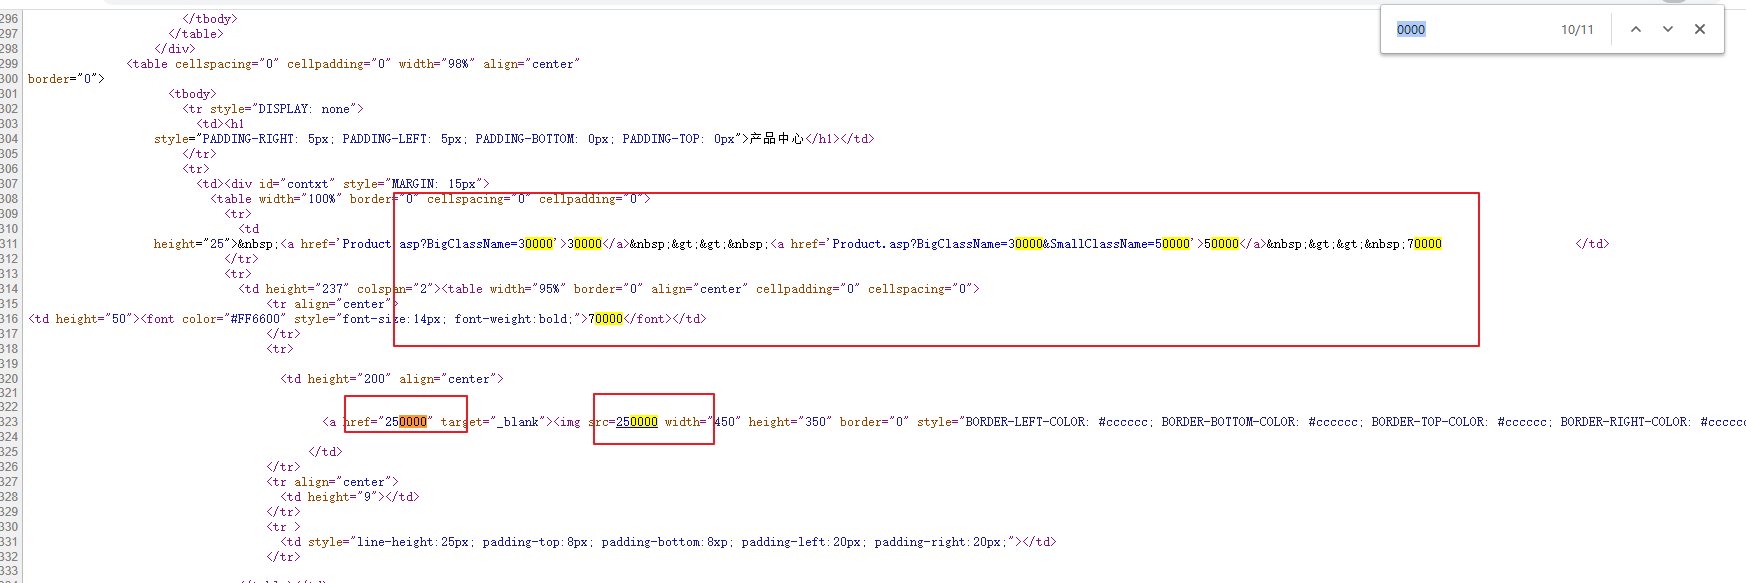 0000 10/11
296 </tbody>
297 </table>
298 </div>
299 <table cellspacing="0" cellpadding="0" width="98%" align="center"
300 border="0">
301 <tbody>
302 <tr style="DISPLAY: none">
303 <td><h1
304 style="PADDING-RIGHT: 5px; PADDING-LEFT: 5px; PADDING-BOTTOM: 0px; PADDING-TOP: 0px">产品中心</h1></td>
305 </tr>
306 <tr>
307 <td><div id="contxt" style="MARGIN: 15px">
308 <table width="100%" border="0" cellspacing="0" cellpadding="0">
309 <tr>
310 <td
311 height="25">&nbsp;<a href='Product.asp?BigClassName=30000'>30000</a>&nbsp;&gt;&gt;&nbsp;<a href='Product.asp?BigClassName=30000&SmallClassName=50000'>50000</a>&nbsp;&gt;&gt;&nbsp;70000 </td>
312 </tr>
313 <tr>
314 <td height="237" colspan="2"><table width="95%" border="0" align="center" cellpadding="0" cellspacing="0">
315 <tr align="center">
316 <td height="50"><font color="#FF6600" style="font-size:14px; font-weight:bold;">70000</font></td>
317 </tr>
318 <tr>
319
320 <td height="200" align="center">
321
322
323 <a href="250000" target="_blank"><img src=250000 width="450" height="350" border="0" style="BORDER-LEFT-COLOR: #cccccc; BORDER-BOTTOM-COLOR: #cccccc; BORDER-TOP-COLOR: #cccccc; BORDER-RIGHT-COLOR: #cccccc
324
325 </td>
326 </tr>
327 <tr align="center">
328 <td height="9"></td>
329 </tr>
330 <tr >
331 <td style="line-height:25px; padding-top:8px; padding-bottom:8xp; padding-left:20px; padding-right:20px;"></td>
332 </tr>
333